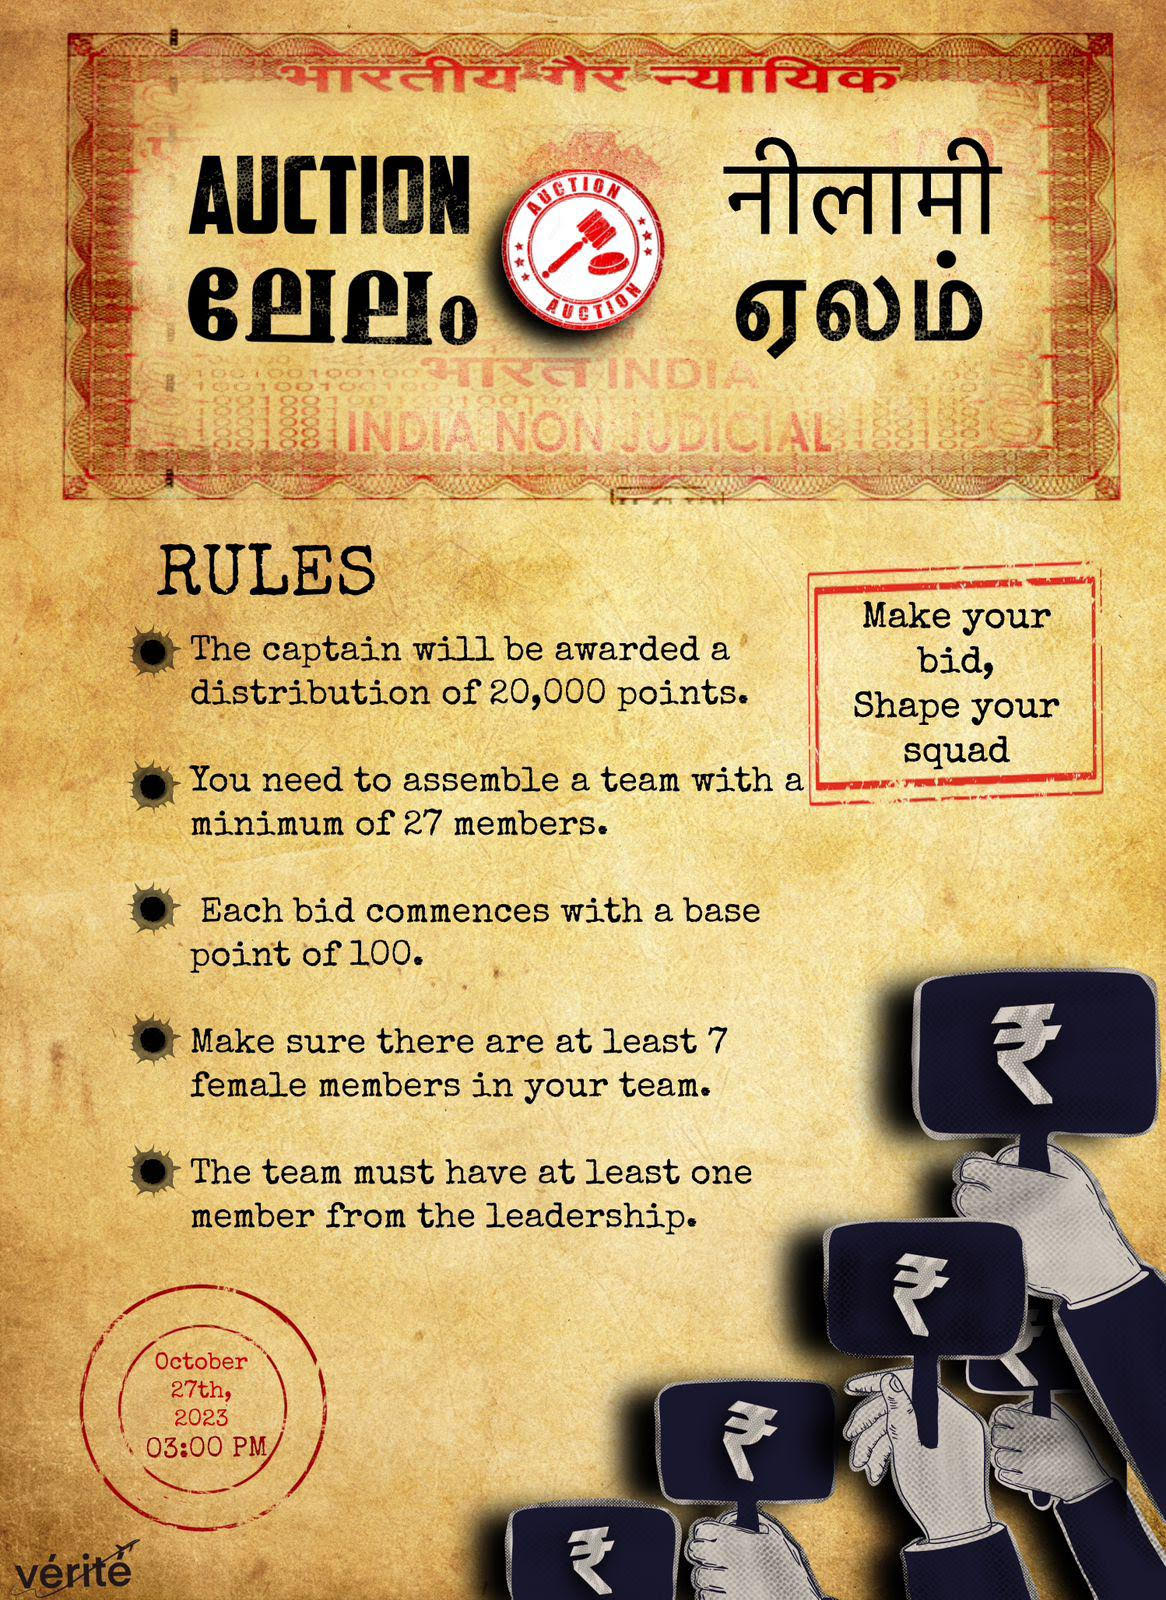 भारतीय गैर न्यायिक
AUCTION
ലേലം
AUCTION
AUCTION
नीलामी
ஏலம்
भारत INDIA
INDIA NON JUDICIAL
RULES
The captain will be awarded a
distribution of 20,000 points.
You need to assemble a team with a
minimum of 27 members.
Each bid commences with a base
point of 100.
Make sure there are at least 7
female members in your team.
The team must have at least one
member from the leadership.
Make your
bid,
Shape your
squad
₹
₹
₹
₹
₹
October
27th,
2023
03:00 PM
vérité